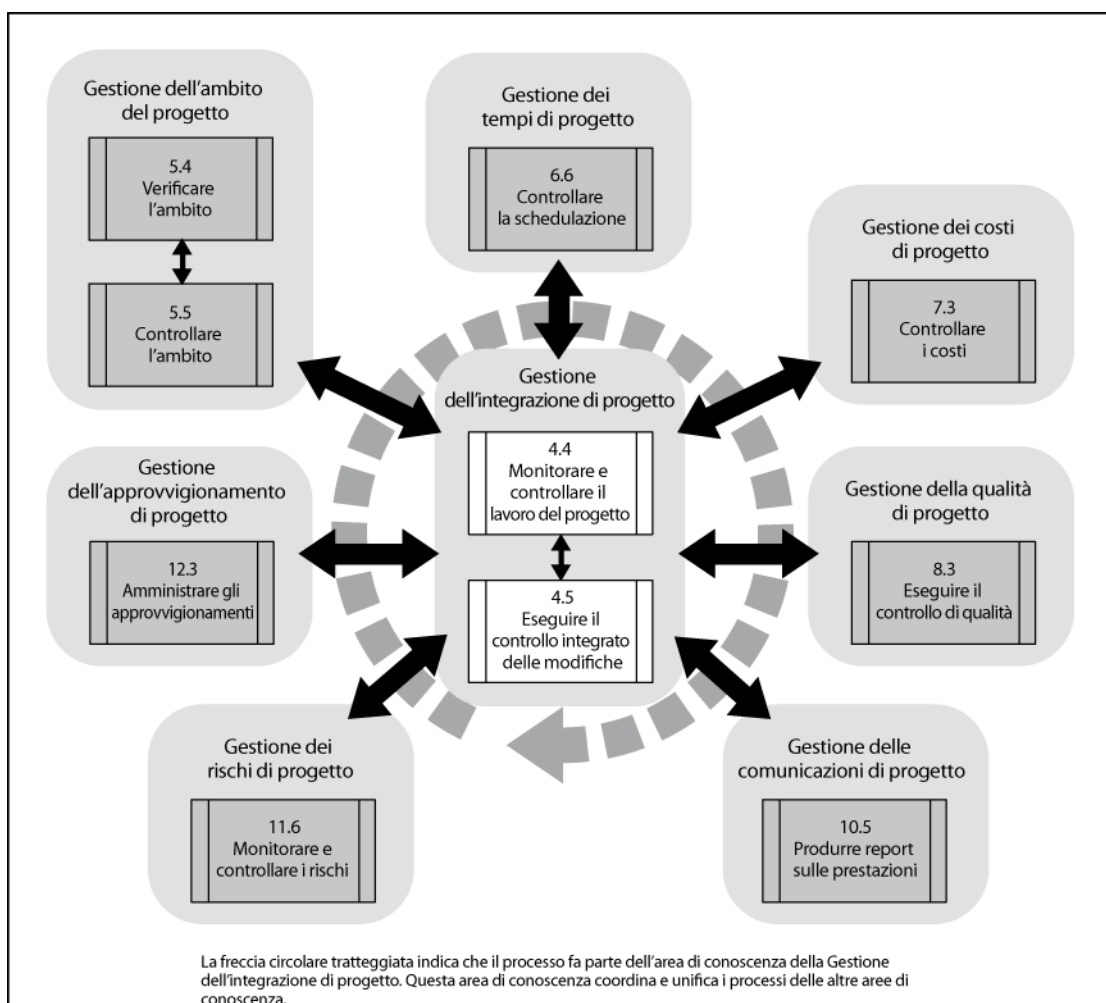 Gestione dell'ambito
del progetto
5.4
Verificare
l'ambito
5.5
Controllare
l'ambito
Gestione dei
tempi di progetto
6.6
Controllare
la schedulazione
Gestione dei costi
di progetto
7.3
Controllare
i costi
Gestione
dell'integrazione di progetto
4.4
Monitorare e
controllare il
lavoro del progetto
4.5
Eseguire il
controllo integrato
delle modifiche
Gestione
dell'approvvigionamento
di progetto
12.3
Amministrare gli
approvvigionamenti
Gestione della qualità
di progetto
8.3
Eseguire il
controllo di qualità
Gestione dei
rischi di progetto
11.6
Monitorare e
controllare i rischi
Gestione delle
comunicazioni di progetto
10.5
Produrre report
sulle prestazioni
La freccia circolare tratteggiata indica che il processo fa parte dell'area di conoscenza della Gestione
dell'integrazione di progetto. Questa area di conoscenza coordina e unifica i processi delle altre area di
conoscenza.